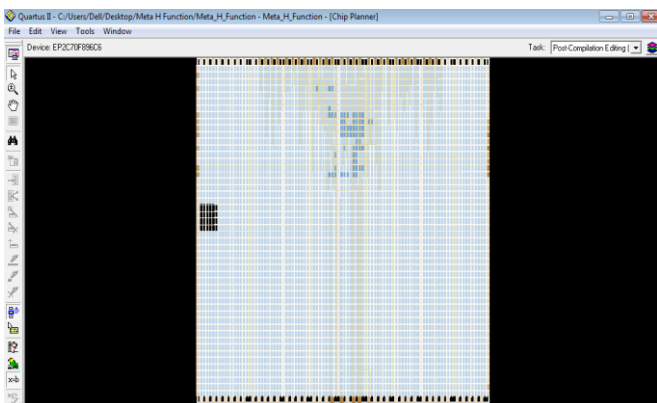 Quartus II - C:/Users/Dell/Desktop/Meta H Function/Meta_H_Function - Meta_H_Function - [Chip Planner]
File Edit View Tools Window
Device: EP2C70F896C6 Task: Post-Compilation Editing (